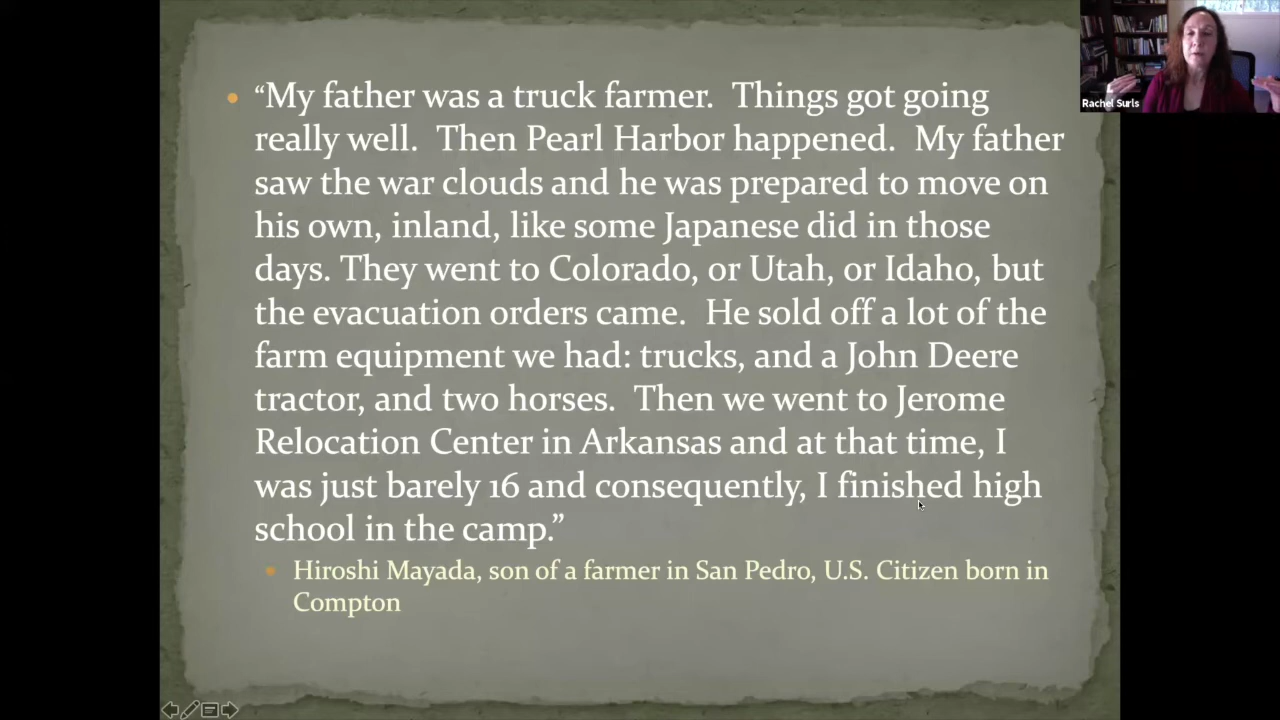 • “My father was a truck farmer.  Things got going
really well.  Then Pearl Harbor happened.  My father
saw the war clouds and he was prepared to move on
his own, inland, like some Japanese did in those
days. They went to Colorado, or Utah, or Idaho, but
the evacuation orders came.  He sold off a lot of the
farm equipment we had: trucks, and a John Deere
tractor, and two horses.  Then we went to Jerome
Relocation Center in Arkansas and at that time, I
was just barely 16 and consequently, I finished high
school in the camp.”
• Hiroshi Mayada, son of a farmer in San Pedro, U.S. Citizen born in
Compton
Rachel Surls